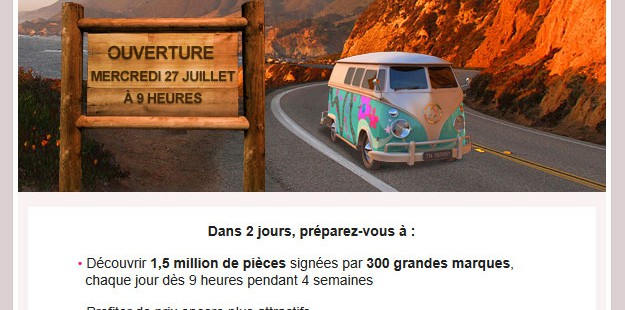 OUVERTURE
MERCREDI 27 JUILLET
À 9 HEURES
Dans 2 jours, préparez-vous à :
• Découvrir 1,5 million de pièces signées par 300 grandes marques,
chaque jour dès 9 heures pendant 4 semaines